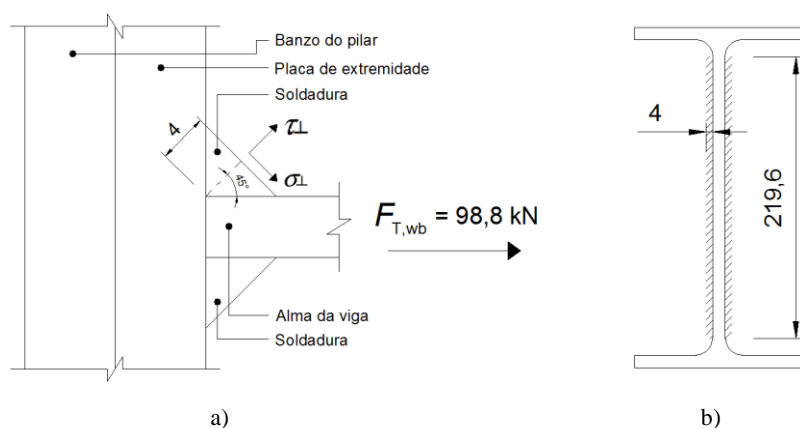 Banzo do pilar
Placa de extremidade
Soldadura
4
τ⊥
45°
σ⊥
F T,wb = 98,8 kN
Alma da viga
Soldadura
a)
4
219,6
b)